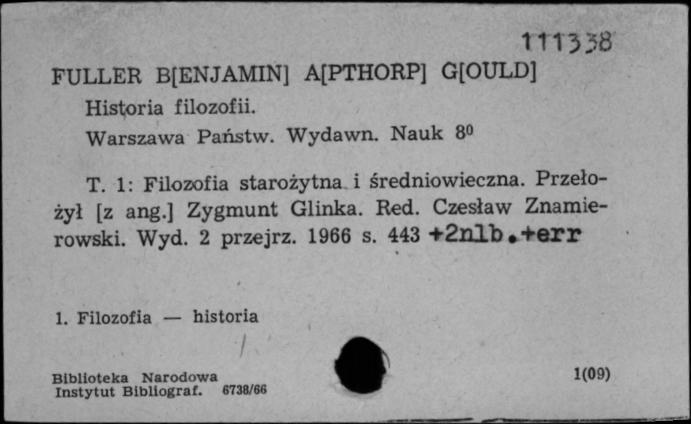 111338
FULLER B[ENJAMIN] A[PTHORP] G[OULD]
Historia filozofii.
Warszawa Państw. Wydawn. Nauk 8⁰
T. 1: Filozofia starożytna i średniowieczna. Przeło-
żył [z ang.] Zygmunt Glinka. Red. Czesław Znamie-
rowski. Wyd. 2 przejrz. 1966 s. 443 +2nlb.+err
1. Filozofia — historia
Biblioteka Narodowa
Instytut Bibliograf. 6738/66
1(09)